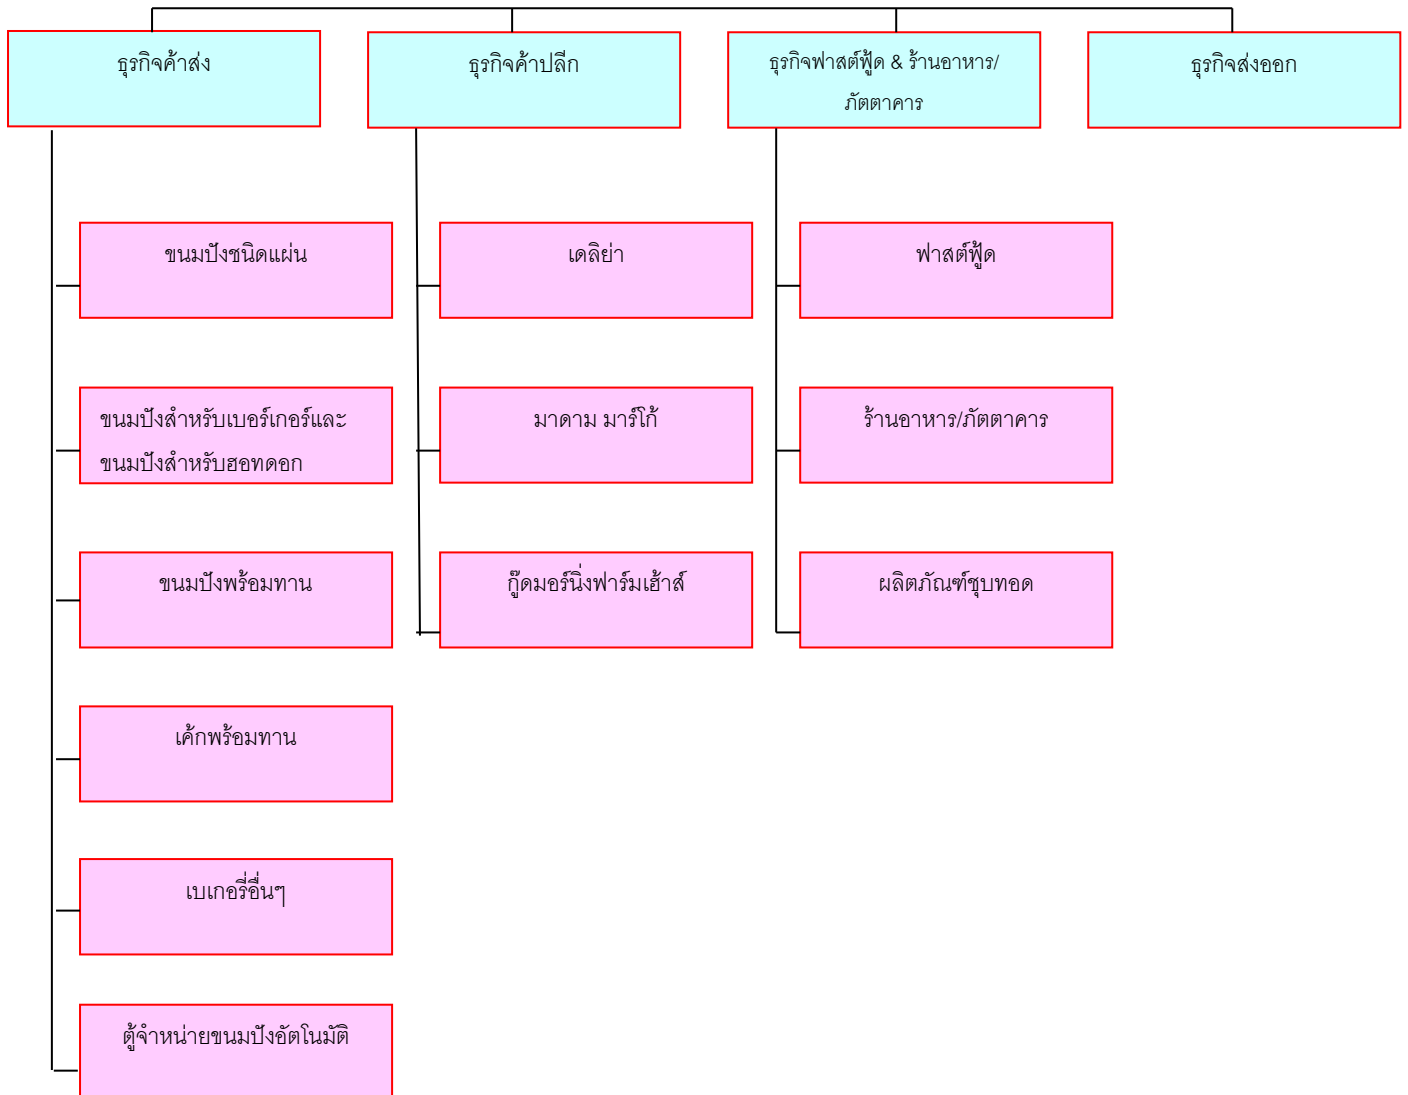 ธุรกิจค้าส่ง
ธุรกิจค้าปลีก
ธุรกิจฟาสต์ฟู้ด & ร้านอาหาร/
ภัตตาคาร
ธุรกิจส่งออก
ขนมปังชนิดแผ่น
เดลิย่า
ฟาสต์ฟู้ด
ขนมปังสำหรับเบอร์เกอร์และ
ขนมปังสำหรับฮอทดอก
มาดาม มาร์โก้
ร้านอาหาร/ภัตตาคาร
ขนมปังพร้อมทาน
กู๊ดมอร์นิ่งฟาร์มเฮ้าส์
ผลิตภัณฑ์ชุบทอด
เค้กพร้อมทาน
เบเกอรี่อื่นๆ
ตู้จำหน่ายขนมปังอัตโนมัติ